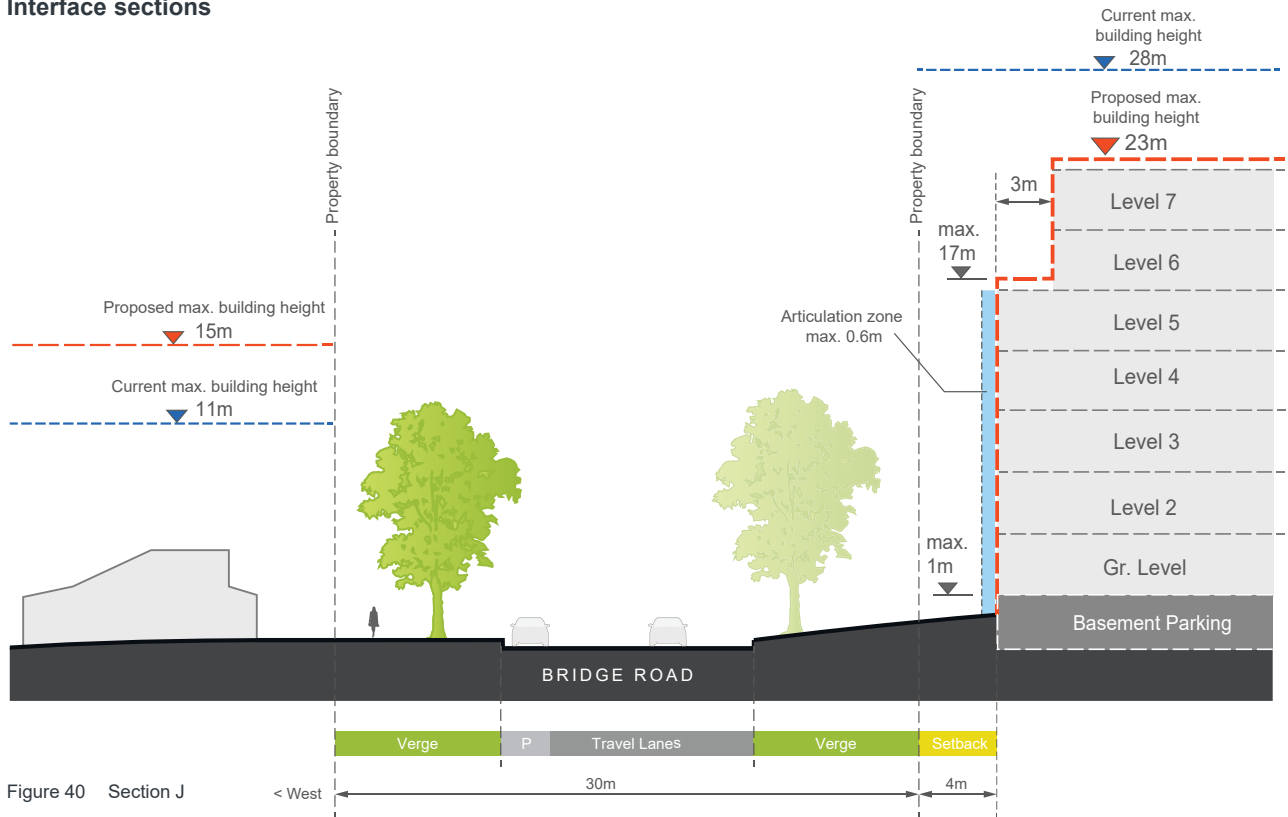 Interface sections
Current max.
building height
28m
Proposed max.
building height
23m
Property boundary
Property boundary
3m
Level 7
max.
17m
Level 6
Proposed max. building height
15m
Articulation zone
max. 0.6m
Level 5
Current max. building height
11m
Level 4
Level 3
Level 2
max.
1m
Gr. Level
Basement Parking
BRIDGE ROAD
Verge
P
Travel Lanes
Verge
Setback
Figure 40 Section J
< West
30m
4m